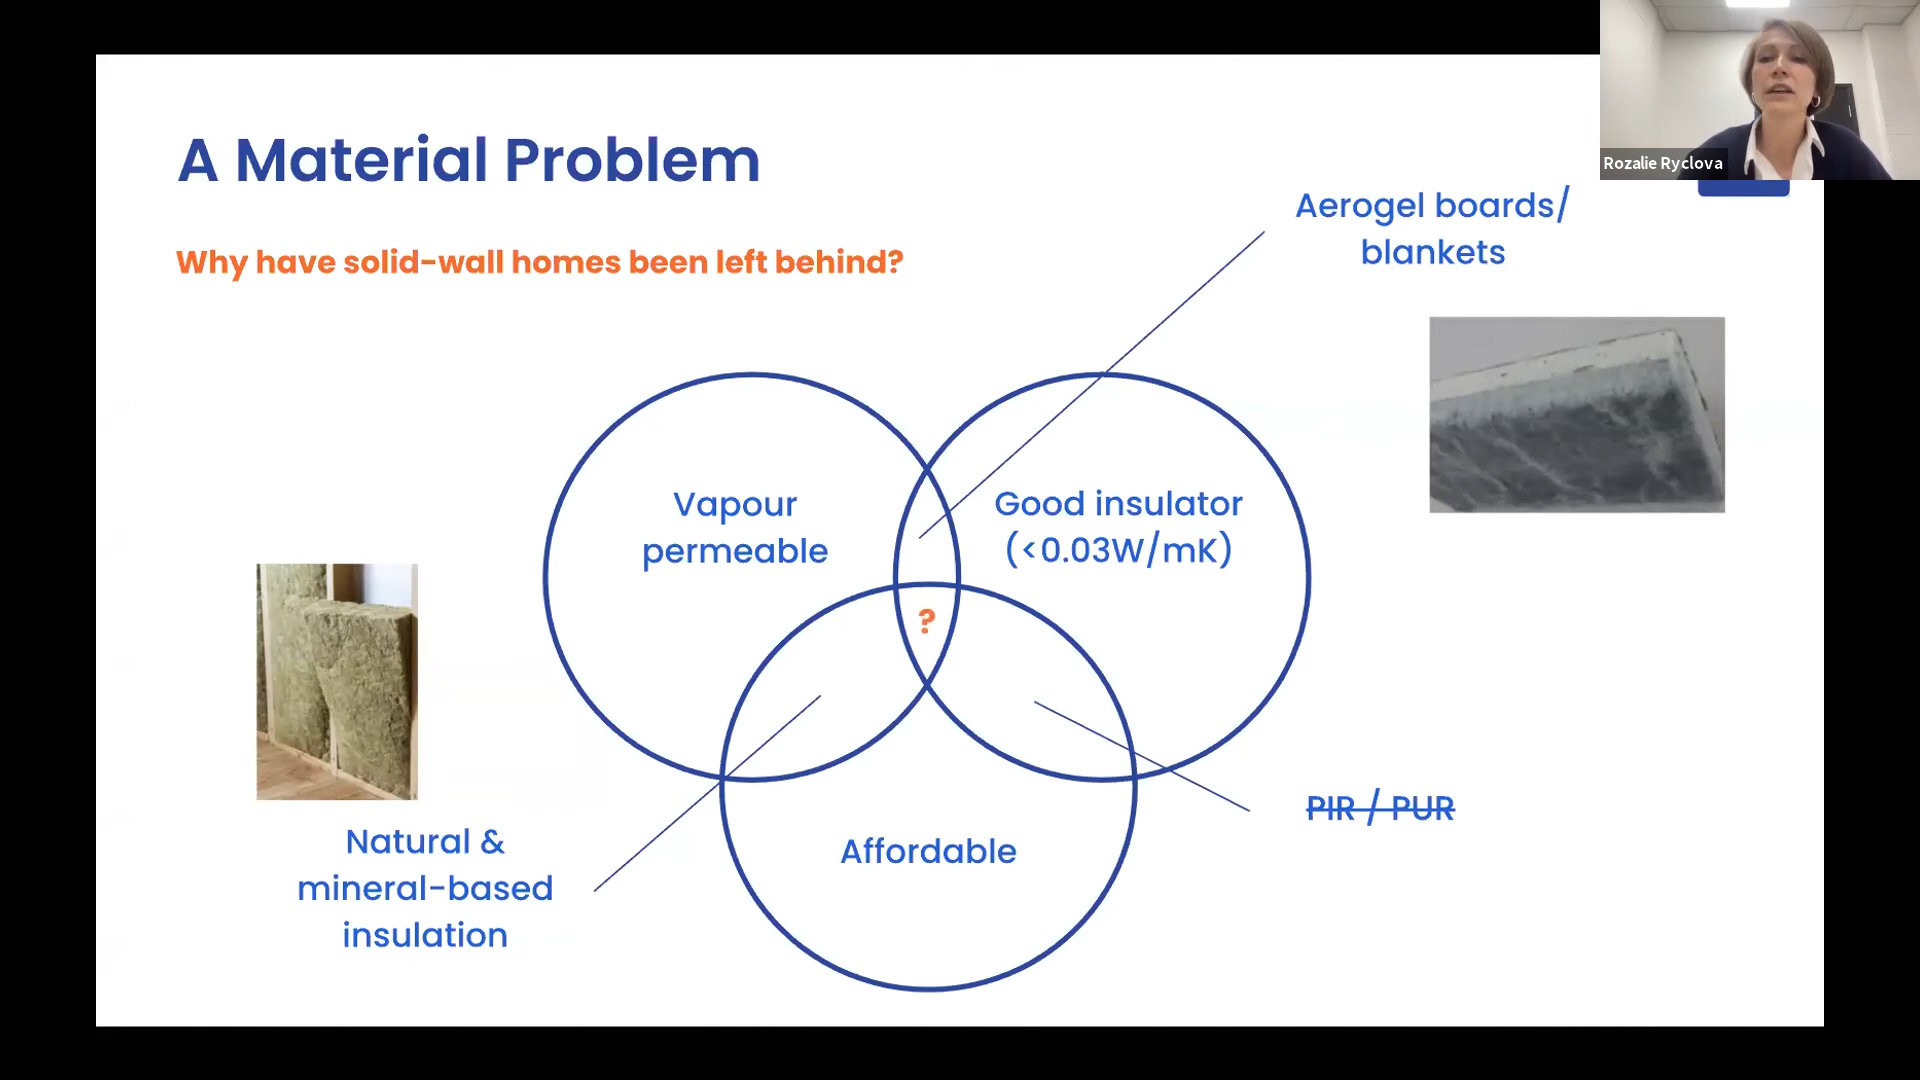 A Material Problem
Rozalie Ryclova
Why have solid-wall homes been left behind?
Aerogel boards/
blankets
Vapour
permeable
Good insulator
(<0.03W/mK)
?
PIR / PUR
Affordable
Natural &
mineral-based
insulation